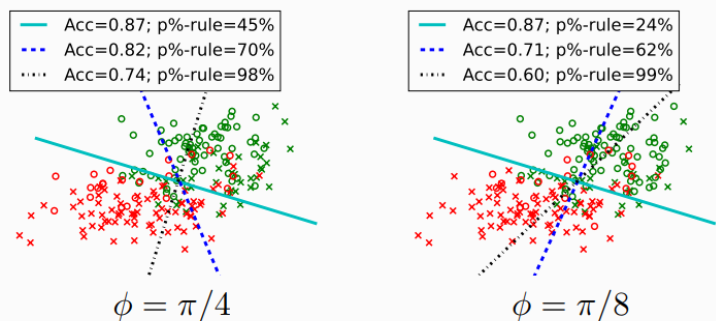 Acc=0.87; p%-rule=45%
Acc=0.82; p%-rule=70%
Acc=0.74; p%-rule=98%
ϕ = π/4
Acc=0.87; p%-rule=24%
Acc=0.71; p%-rule=62%
Acc=0.60; p%-rule=99%
ϕ = π/8